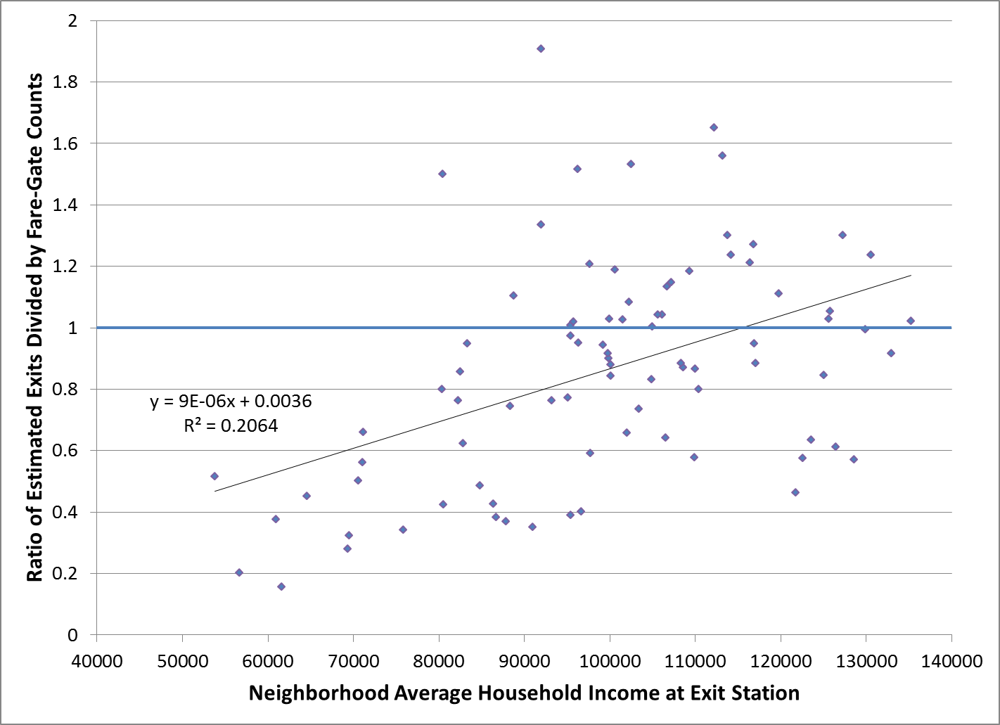 Ratio of Estimated Exits Divided by Fare-Gate Counts
2
1.8
1.6
1.4
1.2
1
0.8
0.6
0.4
0.2
0
y = 9E-06x + 0.0036
R² = 0.2064
40000 50000 60000 70000 80000 90000 100000 110000 120000 130000 140000
Neighborhood Average Household Income at Exit Station